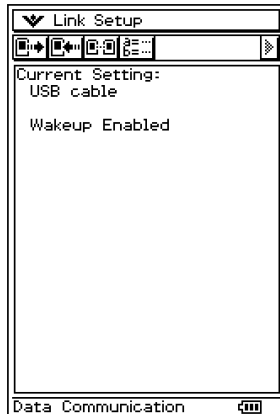 Link Setup
Current Setting:
USB cable
Wakeup Enabled
Data Communication